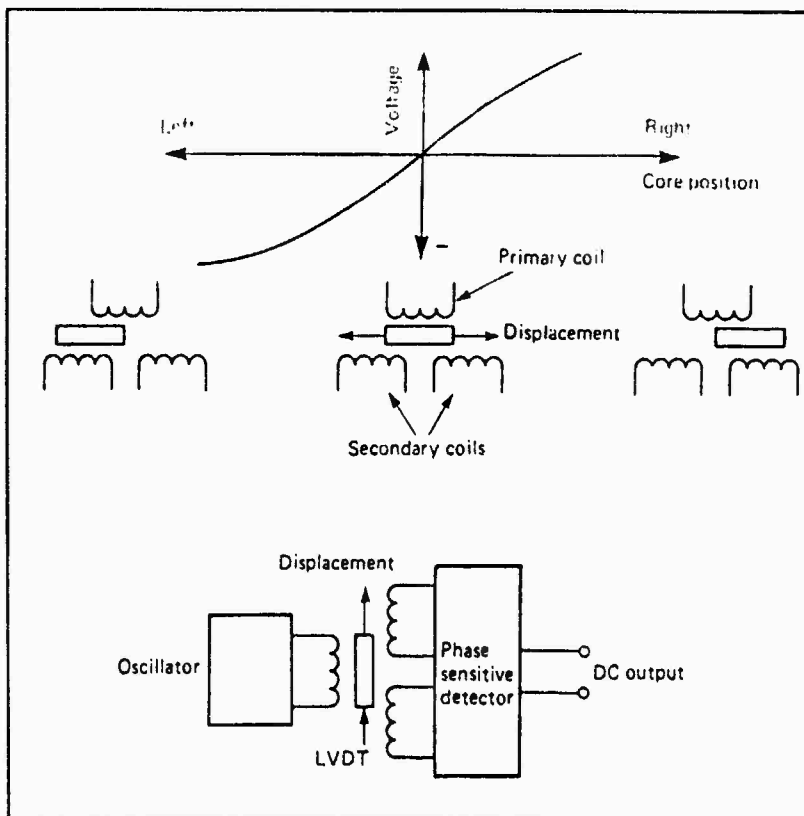 Voltage
Left
Right
Core position
−
Primary coil
Displacement
Secondary coils
Displacement
Oscillator
Phase
sensitive
detector
DC output
LVDT